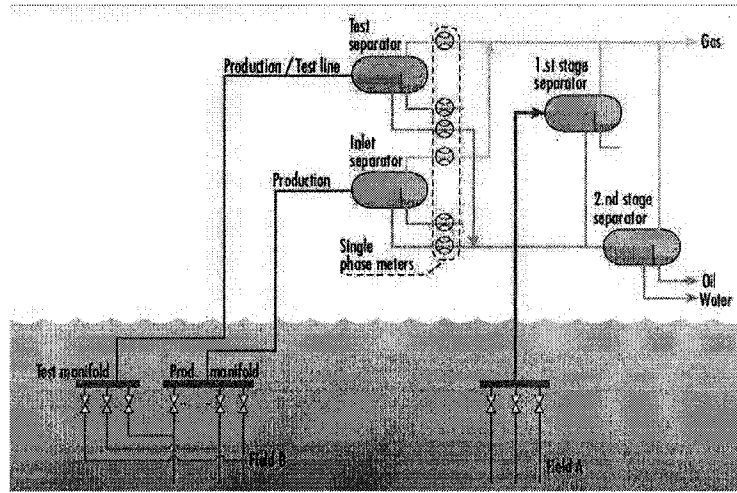 Test
separator
Gas
Production / Test line
1.st stage
separator
Inlet
separator
Production
2.nd stage
separator
Single
phase meters
Oil
Water
Test manifold
Prod. manifold
Field B
Field A